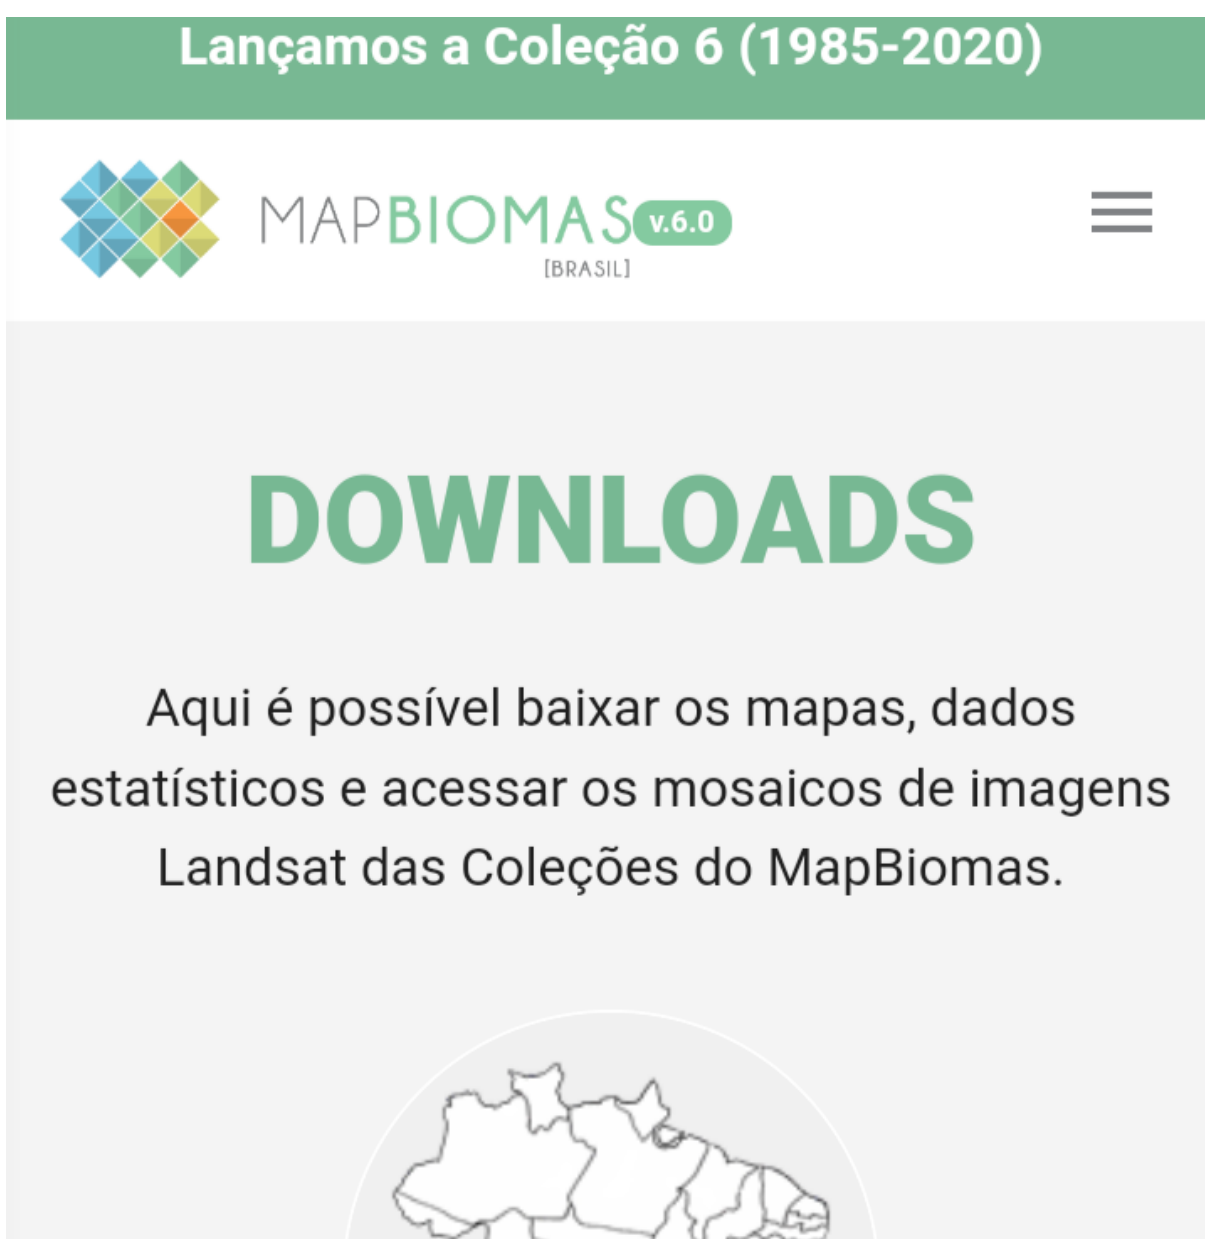 Lançamos a Coleção 6 (1985-2020)
MAPBIOMAS v.6.0
[BRASIL]
DOWNLOADS
Aqui é possível baixar os mapas, dados
estatísticos e acessar os mosaicos de imagens
Landsat das Coleções do MapBiomas.